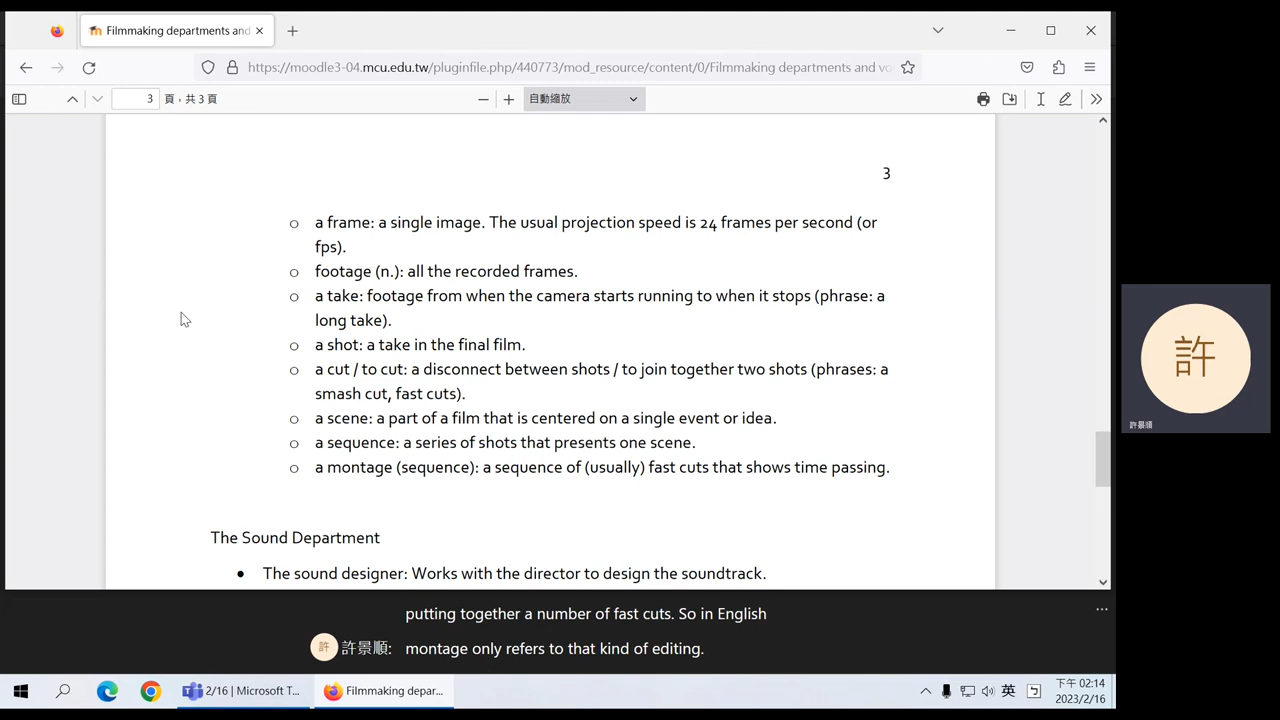 Filmmaking departments and
https://moodle3-04.mcu.edu.tw/pluginfile.php/440773/mod_resource/content/0/Filmmaking departments and vo
3 頁，共 3 頁
自動縮放
3
o a frame: a single image. The usual projection speed is 24 frames per second (or
fps).
o footage (n.): all the recorded frames.
o a take: footage from when the camera starts running to when it stops (phrase: a
long take).
o a shot: a take in the final film.
o a cut / to cut: a disconnect between shots / to join together two shots (phrases: a
smash cut, fast cuts).
o a scene: a part of a film that is centered on a single event or idea.
o a sequence: a series of shots that presents one scene.
o a montage (sequence): a sequence of (usually) fast cuts that shows time passing.
The Sound Department
• The sound designer: Works with the director to design the soundtrack.
許
許景順
putting together a number of fast cuts. So in English
許 許景順: montage only refers to that kind of editing.
2/16 | Microsoft T...
Filmmaking depar...
英
下午 02:14
2023/2/16